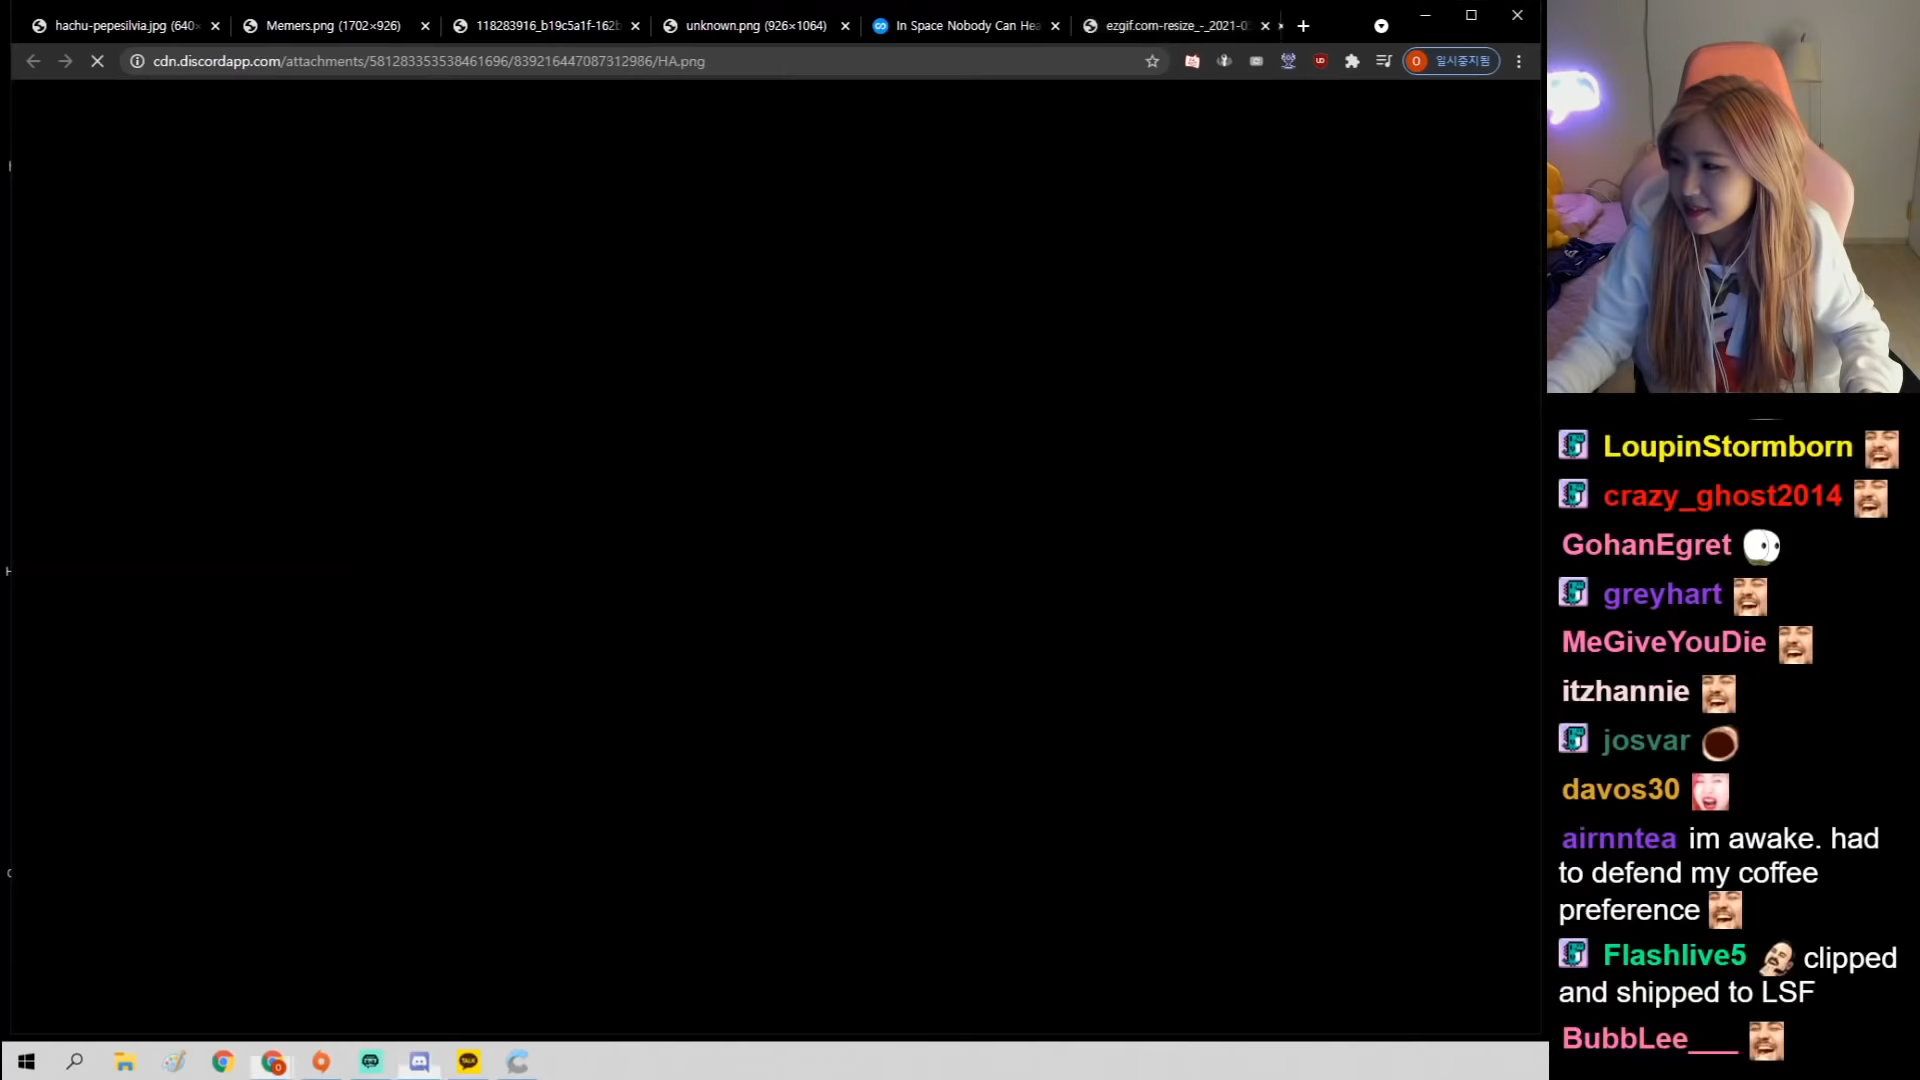 hachu-pepesilvia.jpg (640×
Memers.png (1702×926)
118283916_b19c5a1f-162b
unknown.png (926×1064)
In Space Nobody Can Hea
ezgif.com-resize_-_2021-05
cdn.discordapp.com/attachments/581283353538461696/839216447087312986/HA.png
UD
O 일시중지됨
LoupinStormborn
crazy_ghost2014
GohanEgret
greyhart
MeGiveYouDie
itzhannie
josvar
davos30
airnntea im awake. had
to defend my coffee
preference
Flashlive5 clipped
and shipped to LSF
BubbLee___
TALK